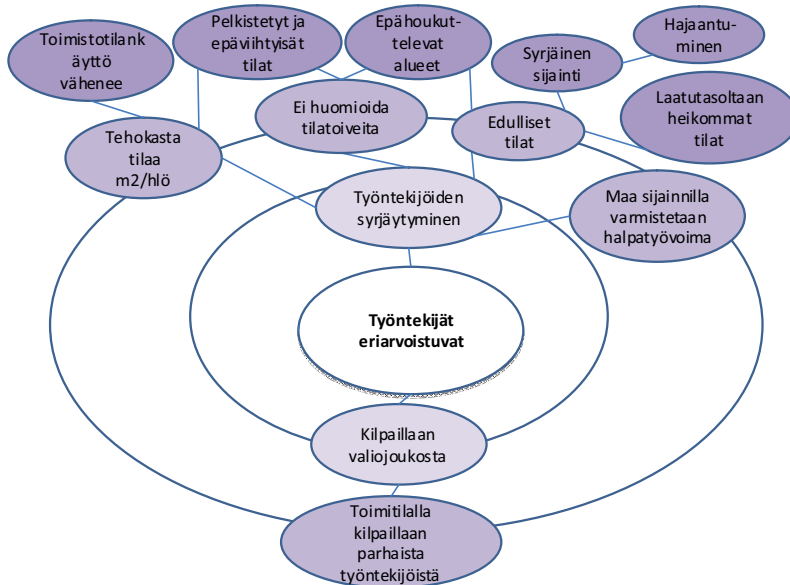 Toimistotilank
äyttö
vähenee
Pelkistetyt ja
epäviihtyisät
tilat
Epähoukut-
televat
alueet
Syrjäinen
sijainti
Hajaantu-
minen
Laatutasoltaan
heikommat
tilat
Ei huomioida
tilatoiveita
Edulliset
tilat
Tehokasta
tilaa
m2/hlö
Työntekijöiden
syrjäytyminen
Maa sijainnilla
varmistetaan
halpatyövoima
Työntekijät
eriarvoistuvat
Kilpaillaan
valiojoukosta
Toimitilalla
kilpaillaan
parhaista
työntekijöistä